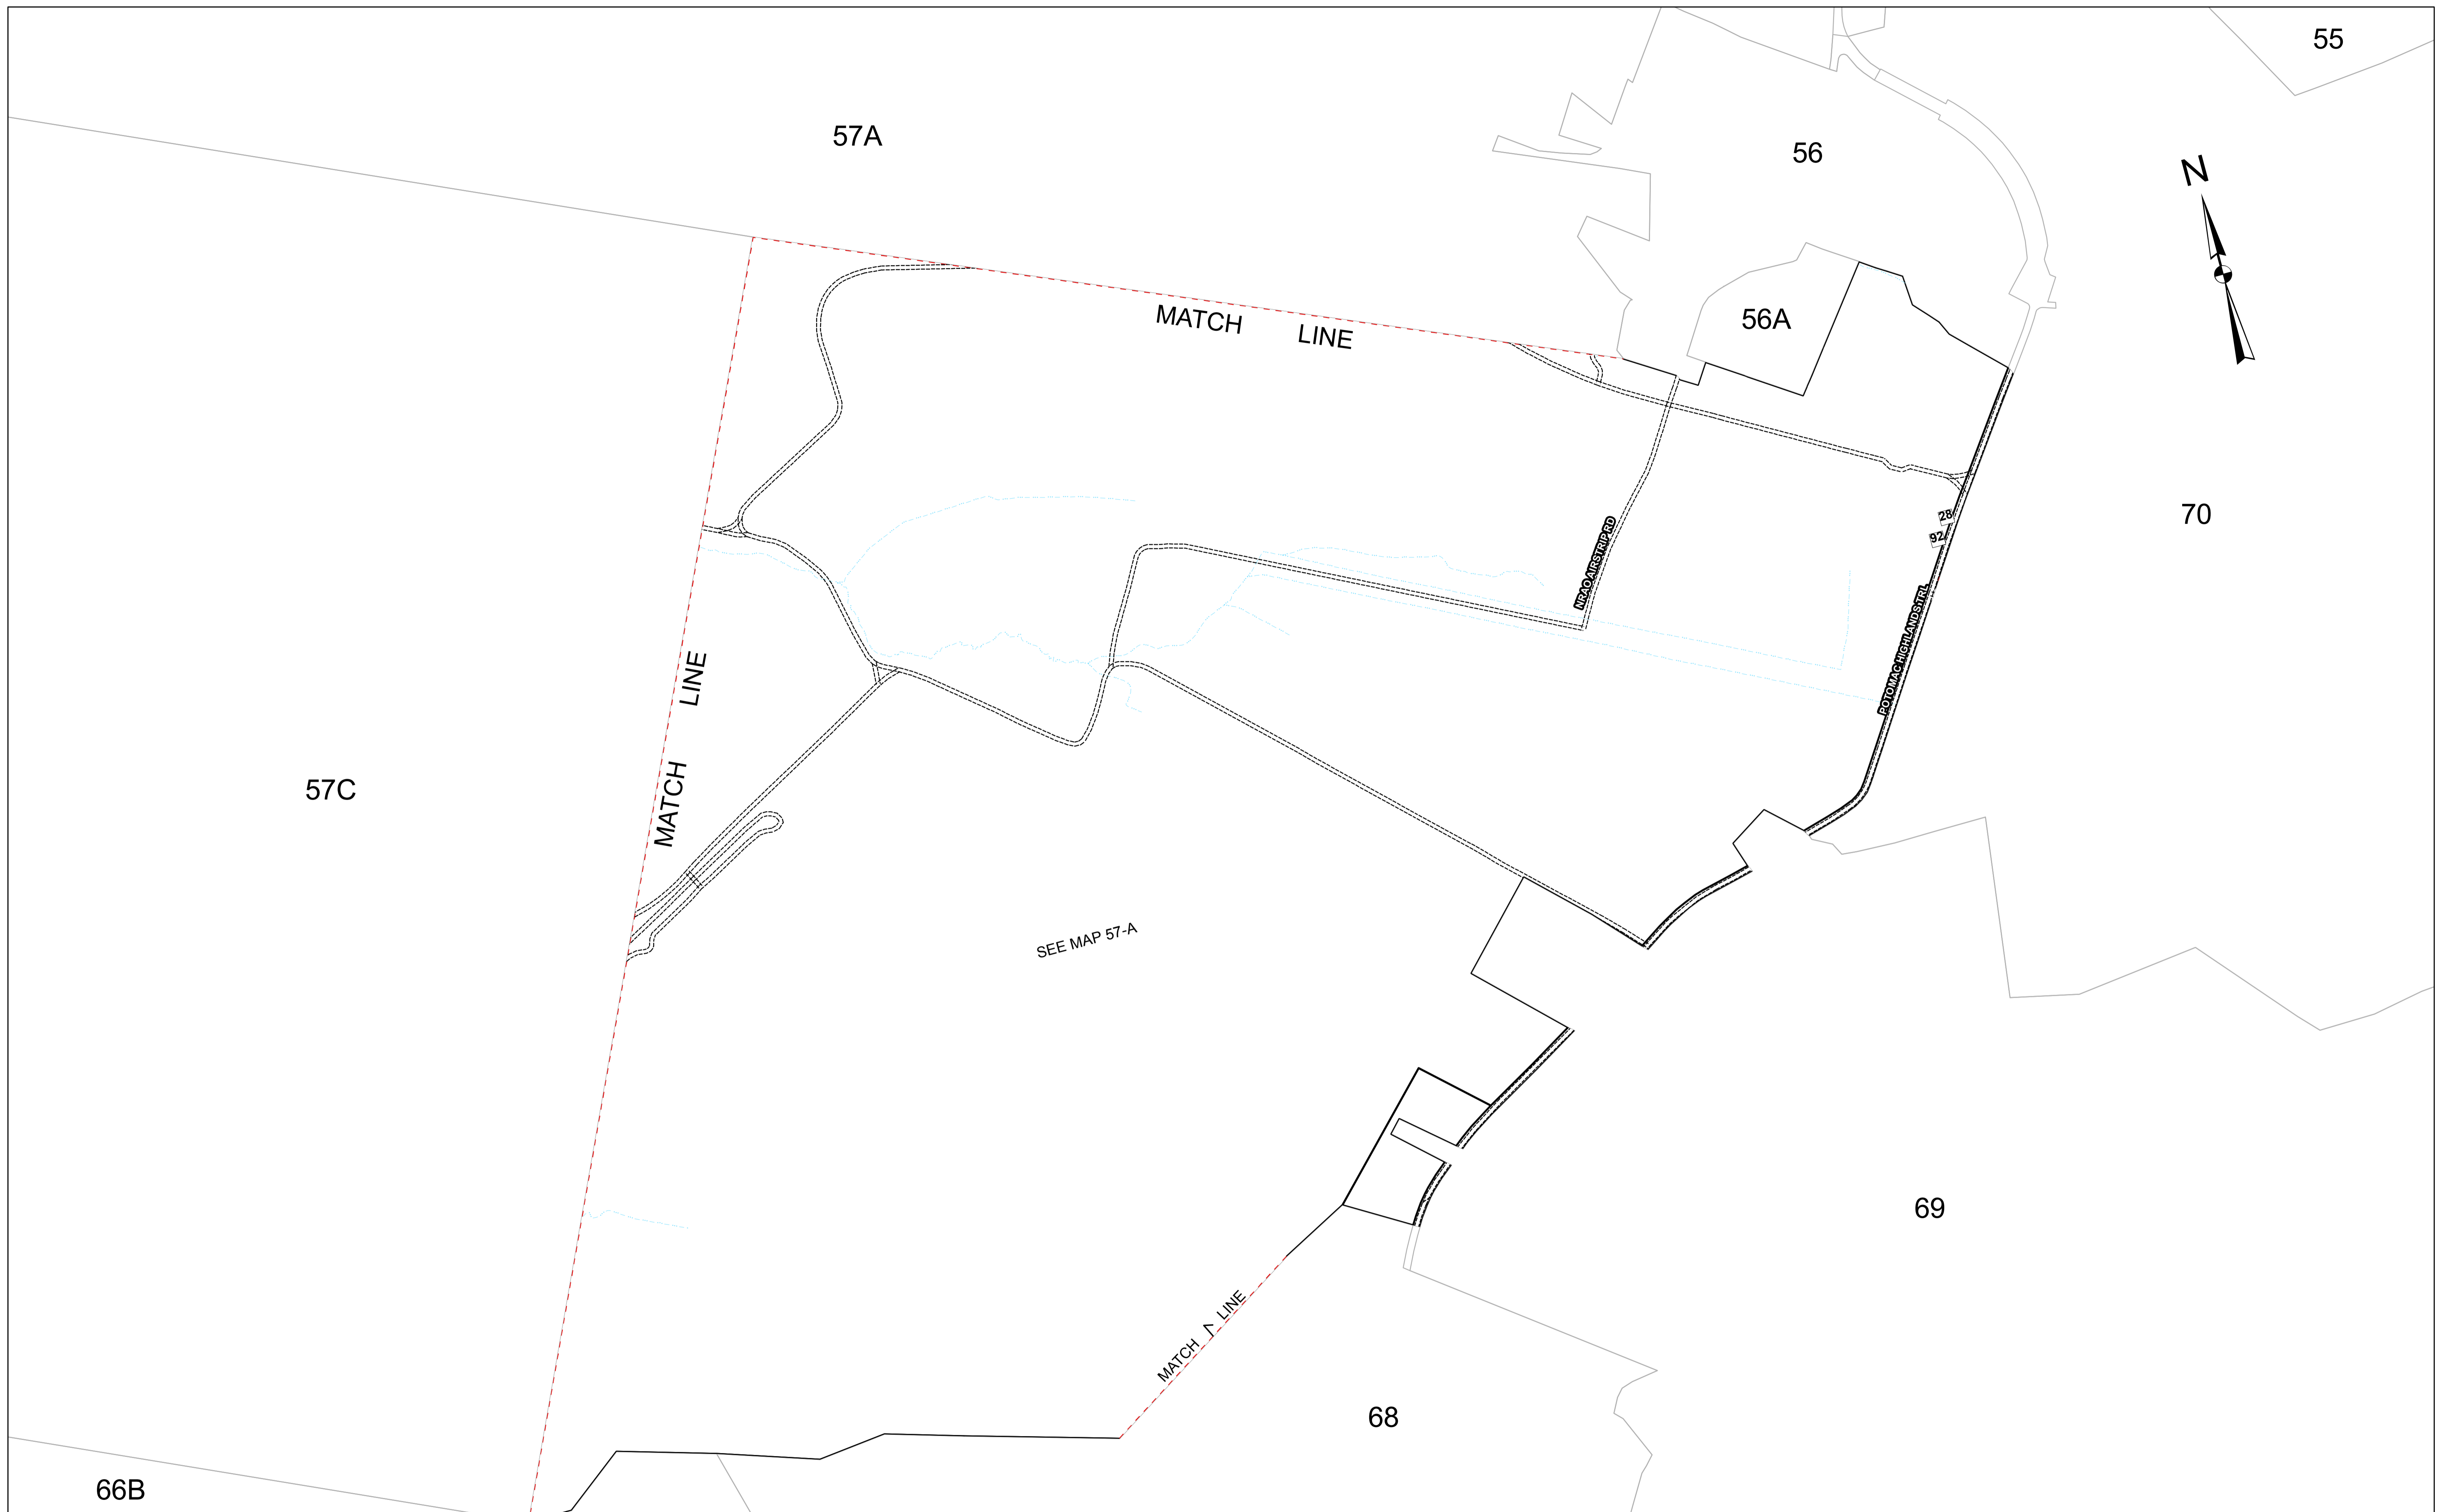 55
57A
56
N
56A
MATCH LINE
70
28
92
NRAO AIRSTRIP RD
POTOMAC HIGHLANDS TRL
MATCH LINE
57C
SEE MAP 57-A
69
MATCH LINE
68
66B